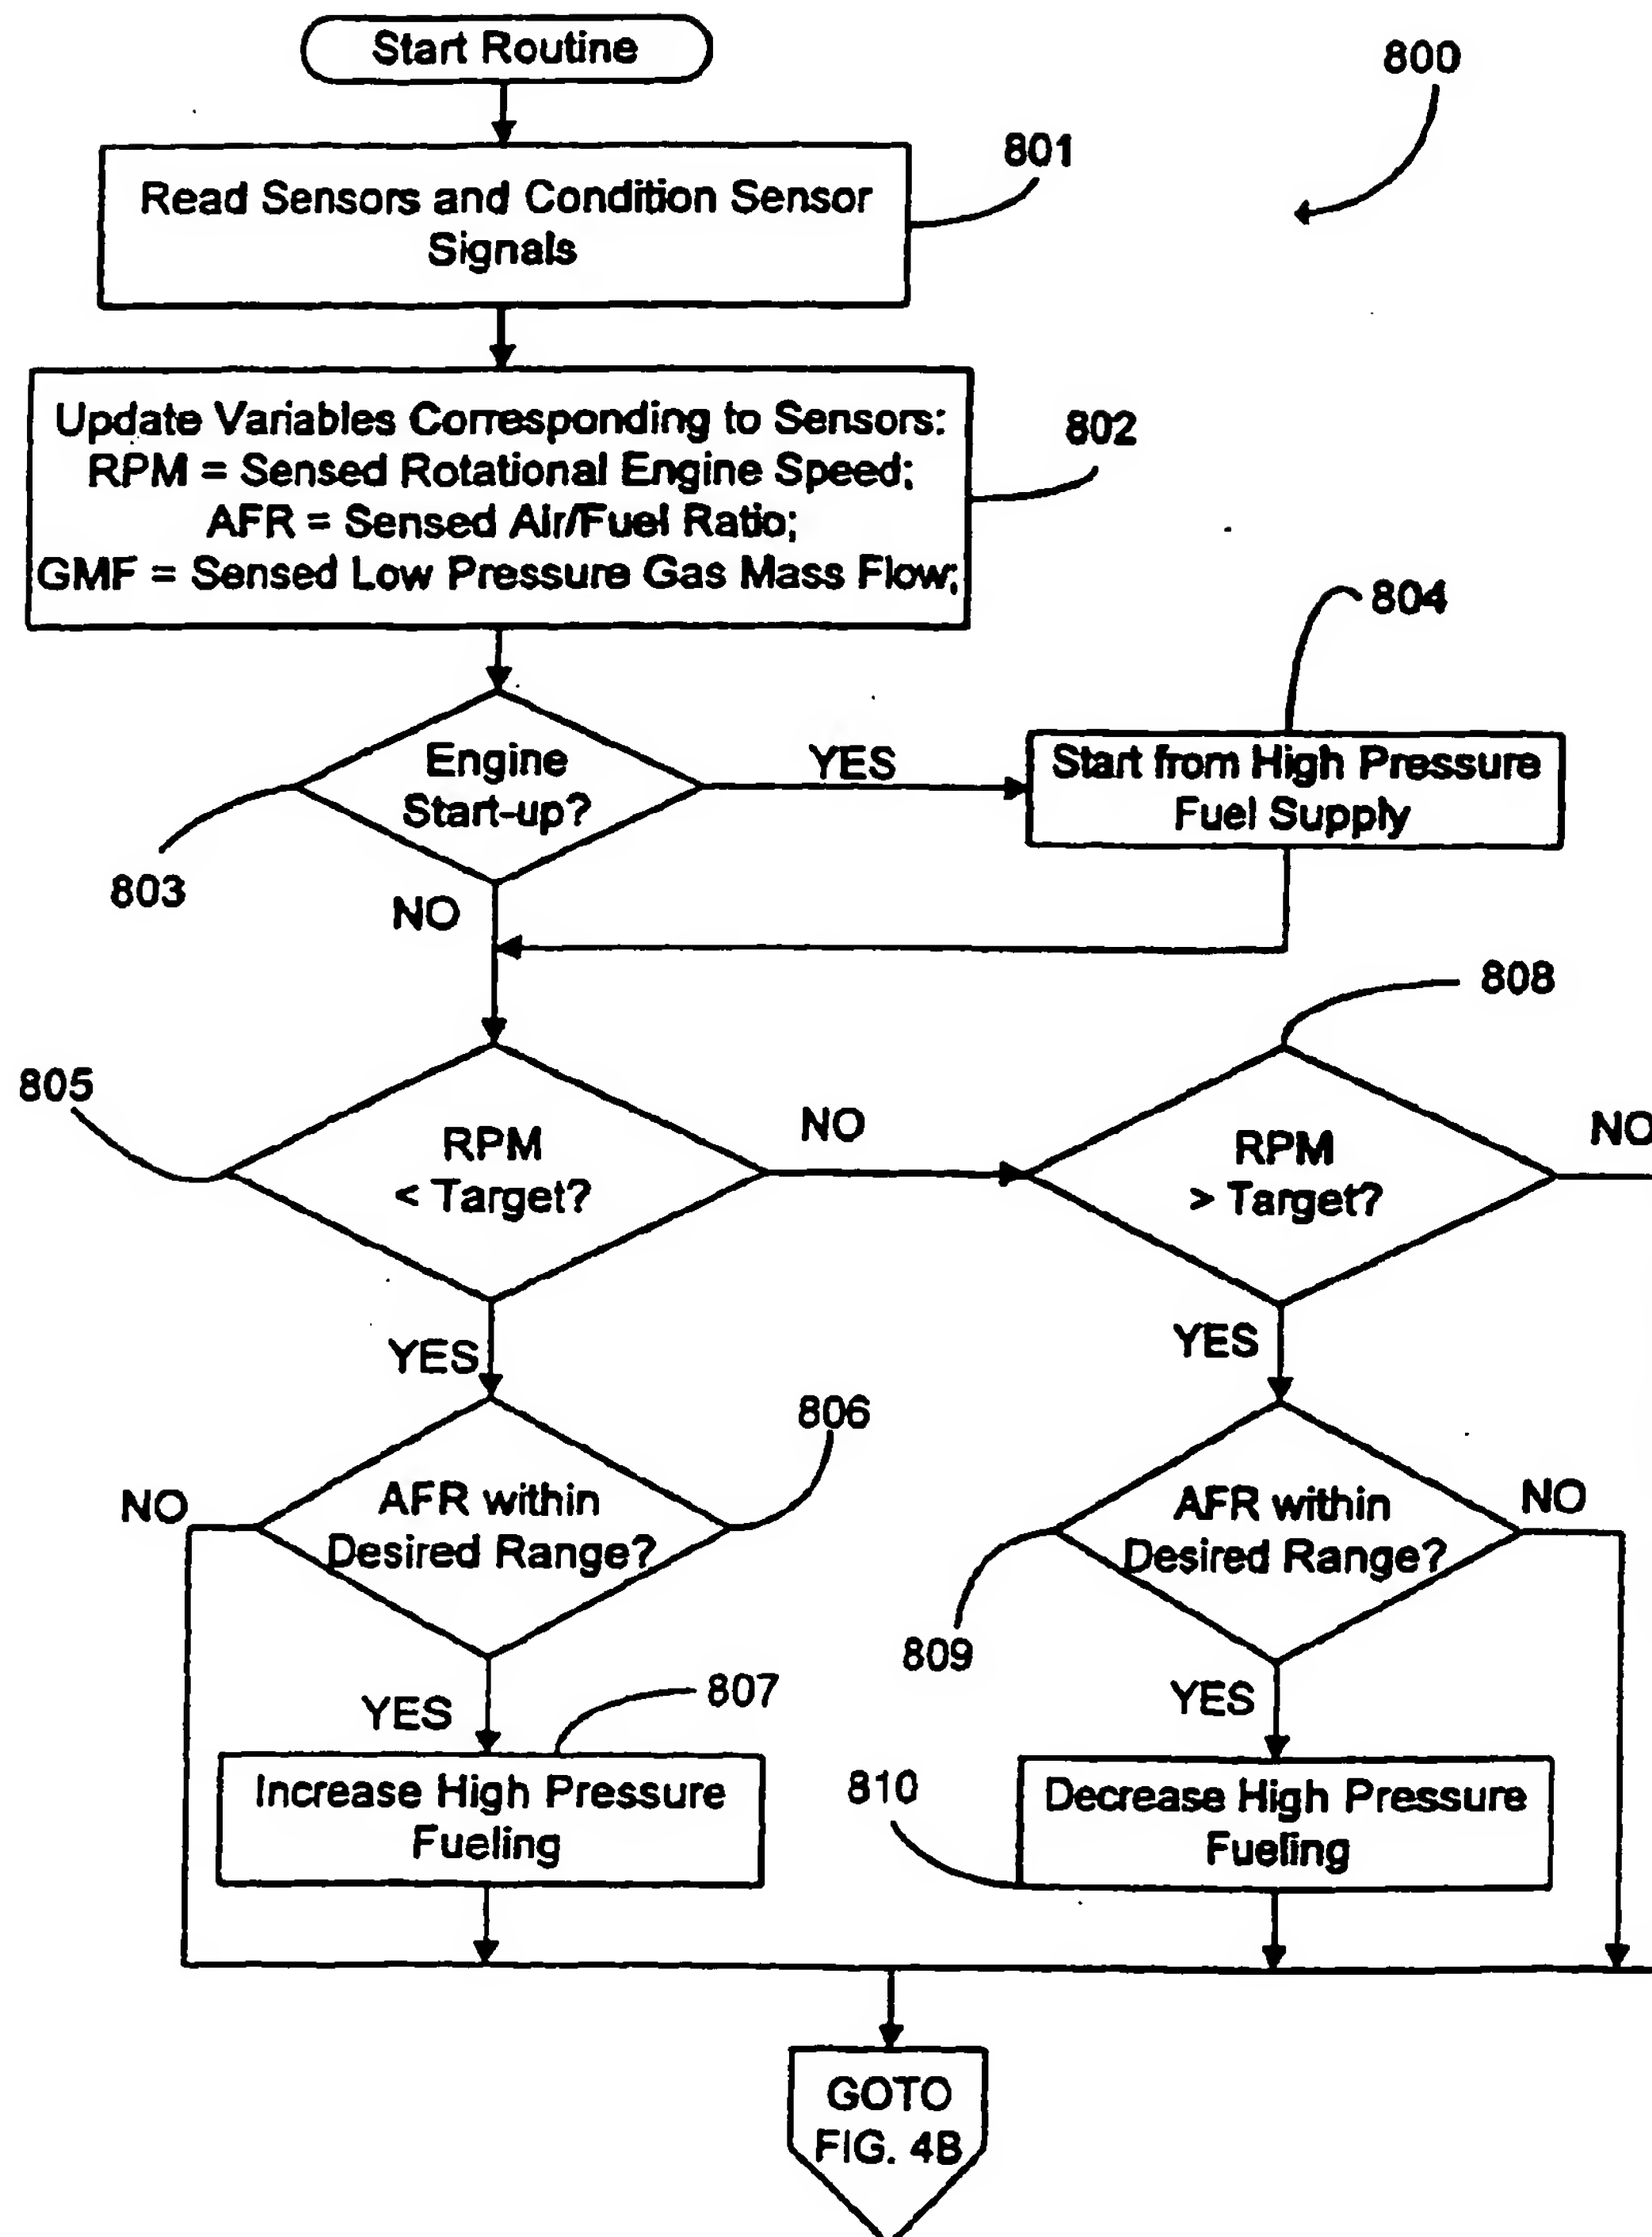 Start Routine
800
801
Read Sensors and Condition Sensor
Signals
Update Variables Corresponding to Sensors:
RPM = Sensed Rotational Engine Speed;
AFR = Sensed Air/Fuel Ratio;
GMF = Sensed Low Pressure Gas Mass Flow;
802
804
Engine
Start-up?
YES
Start from High Pressure
Fuel Supply
803
NO
808
805
RPM
< Target?
NO
RPM
> Target?
NO
YES
YES
806
NO
AFR within
Desired Range?
AFR within
Desired Range?
NO
809
YES
807
YES
Increase High Pressure
Fueling
810
Decrease High Pressure
Fueling
GOTO
FIG. 4B